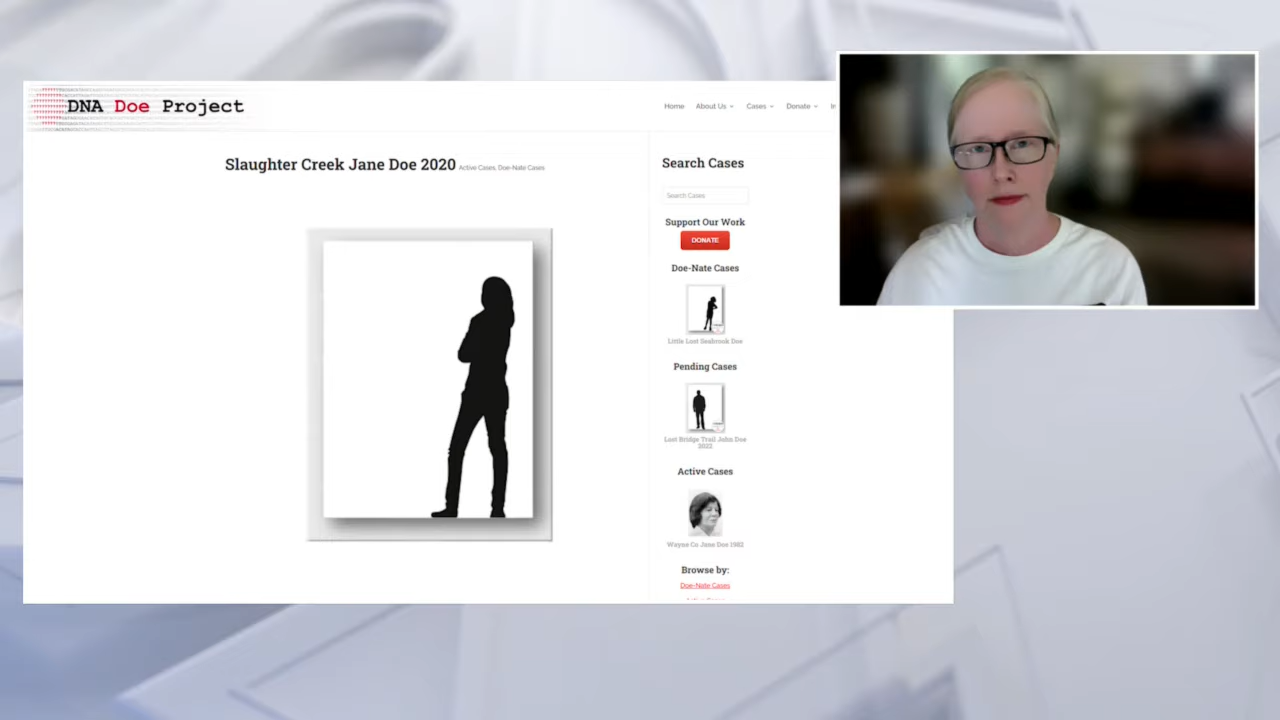 DNA Doe Project
Home About Us Cases Donate
Slaughter Creek Jane Doe 2020 Active Cases, Doe-Nate Cases
Search Cases
Search Cases
Support Our Work
DONATE
Doe-Nate Cases
Little Lost Seabrook Doe
Pending Cases
Lost Bridge Trail John Doe
2022
Active Cases
Wayne Co Jane Doe 1982
Browse by:
Doe-Nate Cases